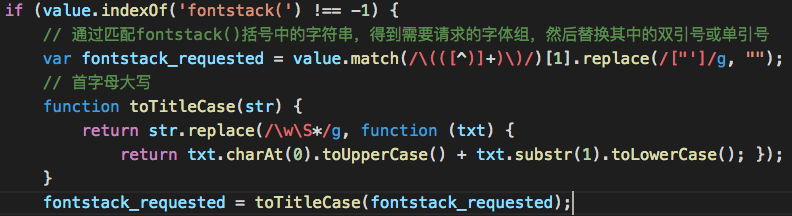 if (value.indexOf('fontstack(') !== -1) {
// 通过匹配fontstack()括号中的字符串，得到需要请求的字体组，然后替换其中的双引号或单引号
var fontstack_requested = value.match(/\(([^)]+)\)/)[1].replace(/["']/g, "");
// 首字母大写
function toTitleCase(str) {
return str.replace(/\w\S*/g, function (txt) {
return txt.charAt(0).toUpperCase() + txt.substr(1).toLowerCase(); });
}
fontstack_requested = toTitleCase(fontstack_requested);